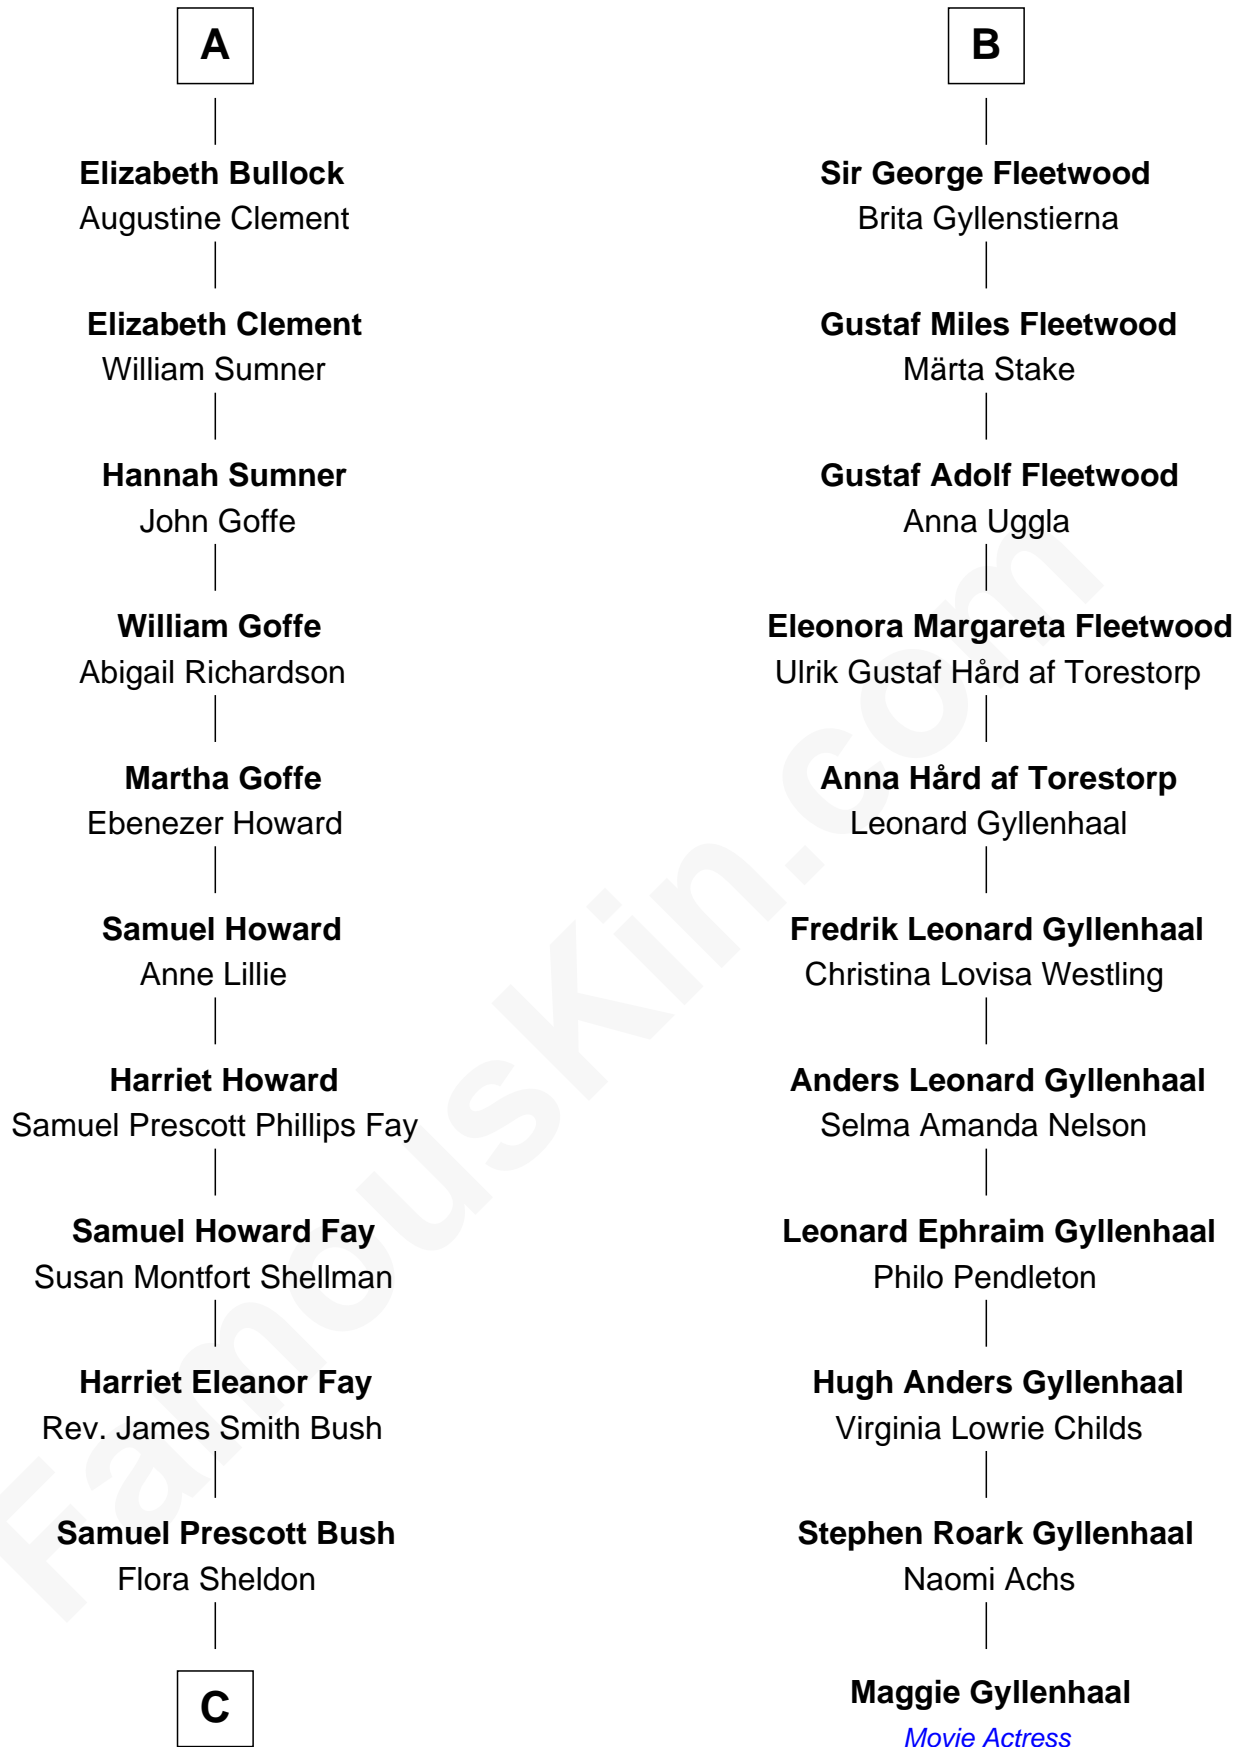 A
Elizabeth Bullock
Augustine Clement
Elizabeth Clement
William Sumner
Hannah Sumner
John Goffe
William Goffe
Abigail Richardson
Martha Goffe
Ebenezer Howard
Samuel Howard
Anne Lillie
Harriet Howard
Samuel Prescott Phillips Fay
Samuel Howard Fay
Susan Montfort Shellman
Harriet Eleanor Fay
Rev. James Smith Bush
Samuel Prescott Bush
Flora Sheldon
C
B
Sir George Fleetwood
Brita Gyllenstierna
Gustaf Miles Fleetwood
Märta Stake
Gustaf Adolf Fleetwood
Anna Uggla
Eleonora Margareta Fleetwood
Ulrik Gustaf Hård af Torestorp
Anna Hård af Torestorp
Leonard Gyllenhaal
Fredrik Leonard Gyllenhaal
Christina Lovisa Westling
Anders Leonard Gyllenhaal
Selma Amanda Nelson
Leonard Ephraim Gyllenhaal
Philo Pendleton
Hugh Anders Gyllenhaal
Virginia Lowrie Childs
Stephen Roark Gyllenhaal
Naomi Achs
Maggie Gyllenhaal
Movie Actress
FamousKin.com